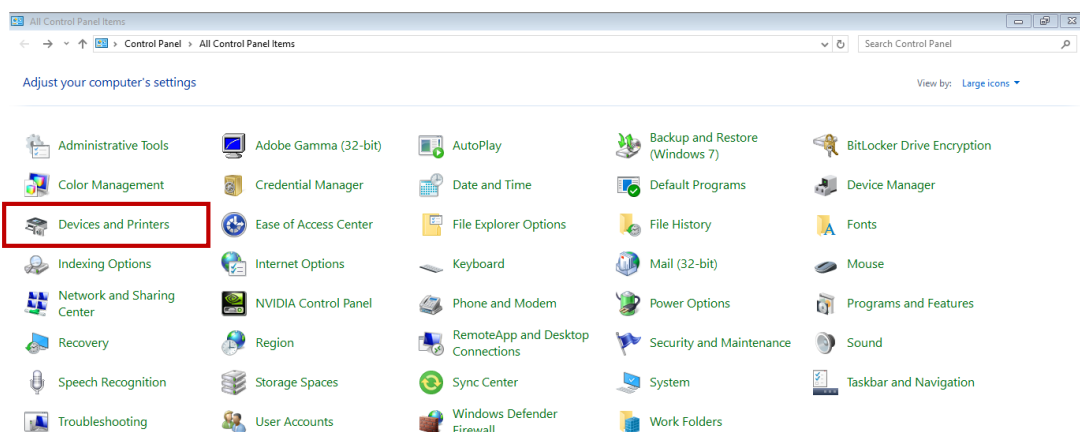 All Control Panel Items
Control Panel > All Control Panel Items
Search Control Panel
Adjust your computer's settings
View by: Large icons
Administrative Tools
Adobe Gamma (32-bit)
AutoPlay
Backup and Restore
(Windows 7)
BitLocker Drive Encryption
Color Management
Credential Manager
Date and Time
Default Programs
Device Manager
Devices and Printers
Ease of Access Center
File Explorer Options
File History
Fonts
Indexing Options
Internet Options
Keyboard
Mail (32-bit)
Mouse
Network and Sharing
Center
NVIDIA Control Panel
Phone and Modem
Power Options
Programs and Features
Recovery
Region
RemoteApp and Desktop
Connections
Security and Maintenance
Sound
Speech Recognition
Storage Spaces
Sync Center
System
Taskbar and Navigation
Troubleshooting
User Accounts
Windows Defender
Firewall
Work Folders